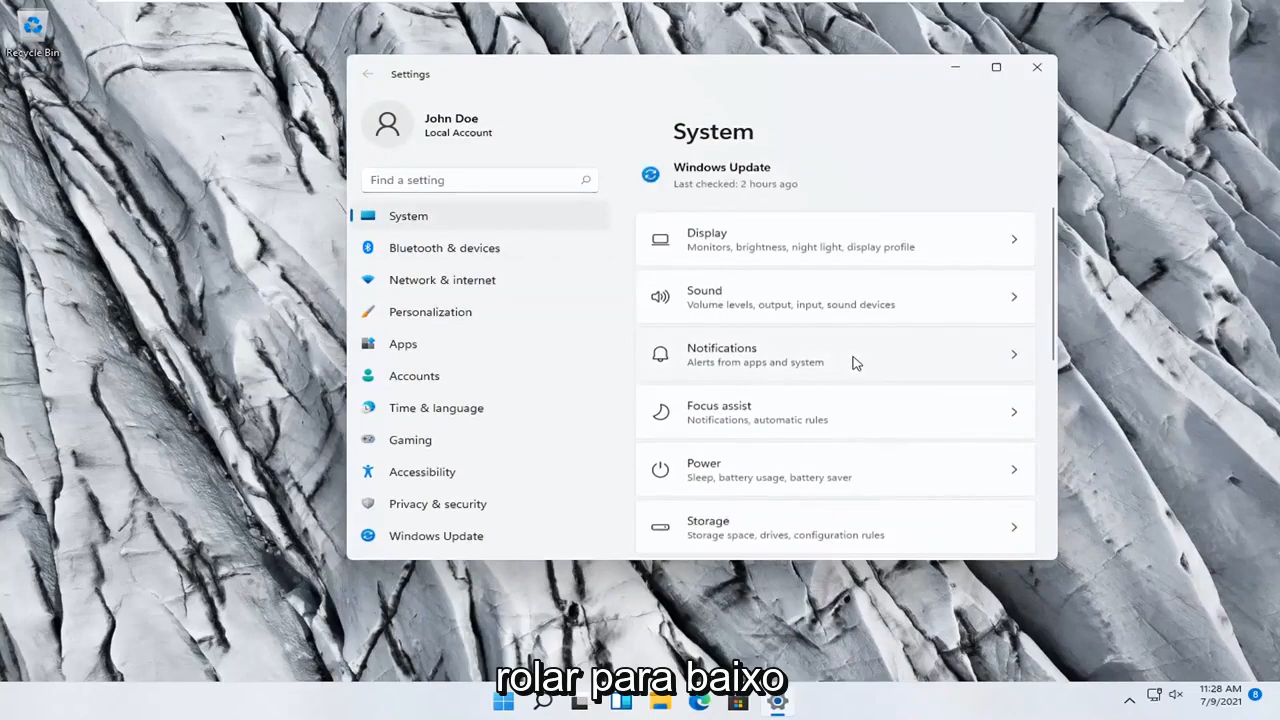 Recycle Bin
Settings
John Doe
Local Account
Find a setting
System
Bluetooth & devices
Network & internet
Personalization
Apps
Accounts
Time & language
Gaming
Accessibility
Privacy & security
Windows Update
System
Windows Update
Last checked: 2 hours ago
Display
Monitors, brightness, night light, display profile
Sound
Volume levels, output, input, sound devices
Notifications
Alerts from apps and system
Focus assist
Notifications, automatic rules
Power
Sleep, battery usage, battery saver
Storage
Storage space, drives, configuration rules
rolar para baixo
11:28 AM
7/9/2021
8